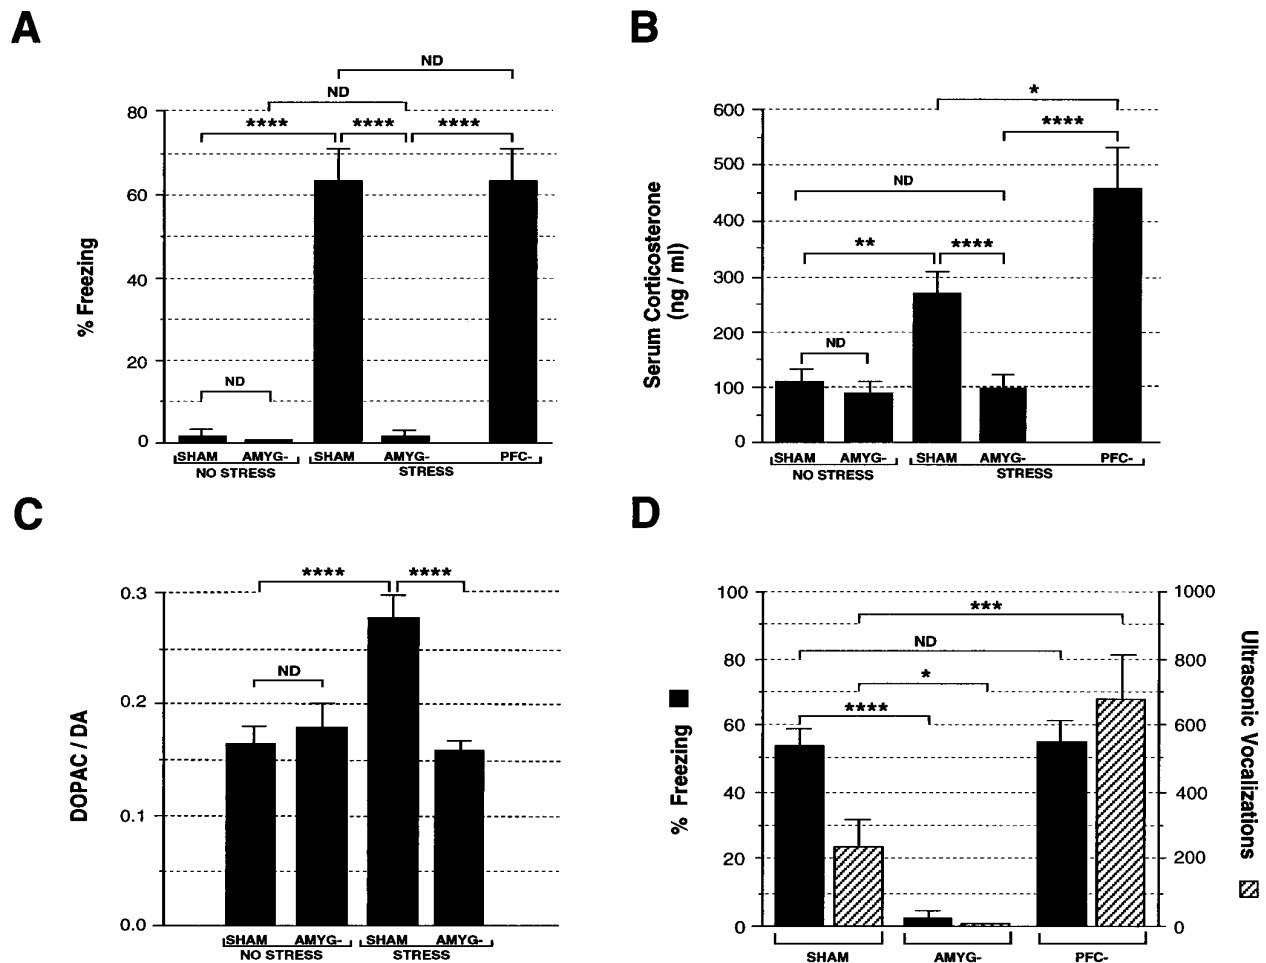 A
ND
ND
**** **** ****
80
60
40
20
0
% Freezing
ND
SHAM AMYG- SHAM AMYG- PFC-
NO STRESS STRESS
B
*
****
ND
** ****
ND
600
500
400
300
200
100
0
Serum Corticosterone
(ng / ml)
SHAM AMYG- SHAM AMYG- PFC-
NO STRESS STRESS
C
**** ****
ND
0.3
0.2
0.1
0.0
DOPAC / DA
SHAM AMYG- SHAM AMYG-
NO STRESS STRESS
D
***
ND
*
****
100
80
60
40
20
0
% Freezing
1000
800
600
400
200
0
Ultrasonic Vocalizations
SHAM AMYG- PFC-